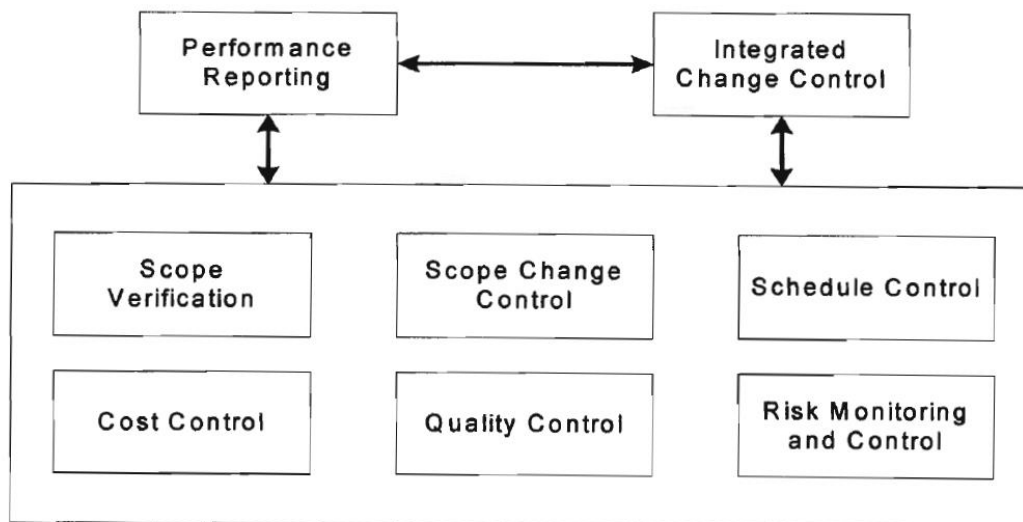 Performance
Reporting
Integrated
Change Control
Scope
Verification
Scope Change
Control
Schedule Control
Cost Control
Quality Control
Risk Monitoring
and Control